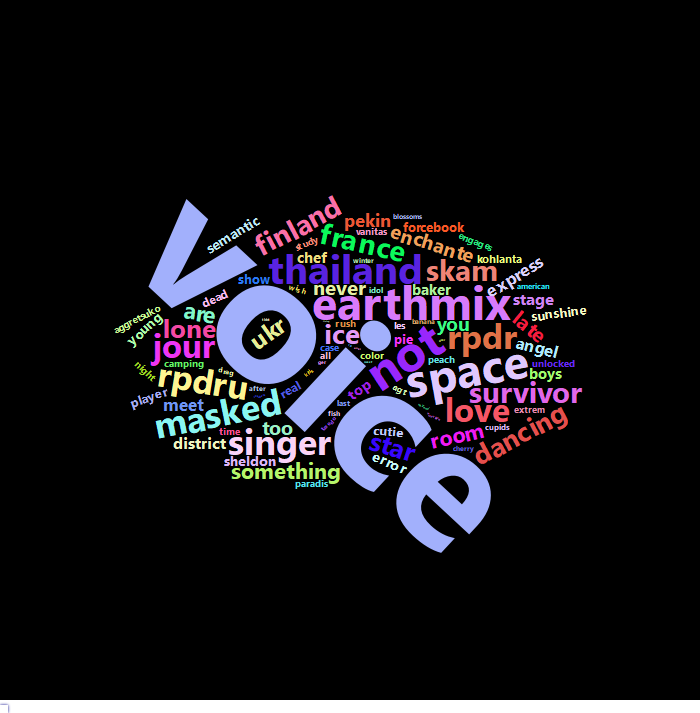 voice
semantic
finland
study
pekin
blossoms
vanitas
forcebook
france
enchante
engages
chef
winter
kohlanta
show
thailand
skam
express
wish
never
idol
baker
american
dead
earthmix
stage
aggretsuko
young
are
ukr
rush
ice
les
banana
you
late
sunshine
lone
jour
rpdr
angel
case
all
color
not
peach
unlocked
camping
night
dwg
space
boys
rpdru
after
real
top
agt
survivor
player
meet
masked
last
love
extrem
fish
cupids
time
too
cutie
room
dancing
district
singer
star
cherry
sheldon
error
something
paradis
pie